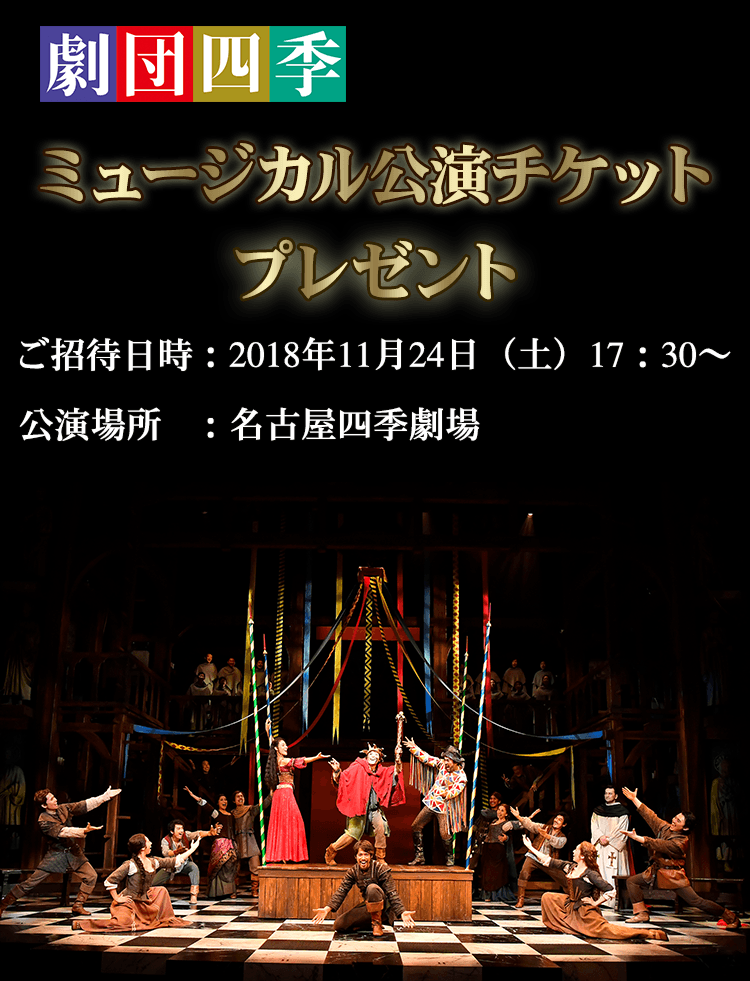 劇団四季
ミュージカル公演チケット
プレゼント
ご招待日時：2018年11月24日（土）17：30～
公演場所　：名古屋四季劇場